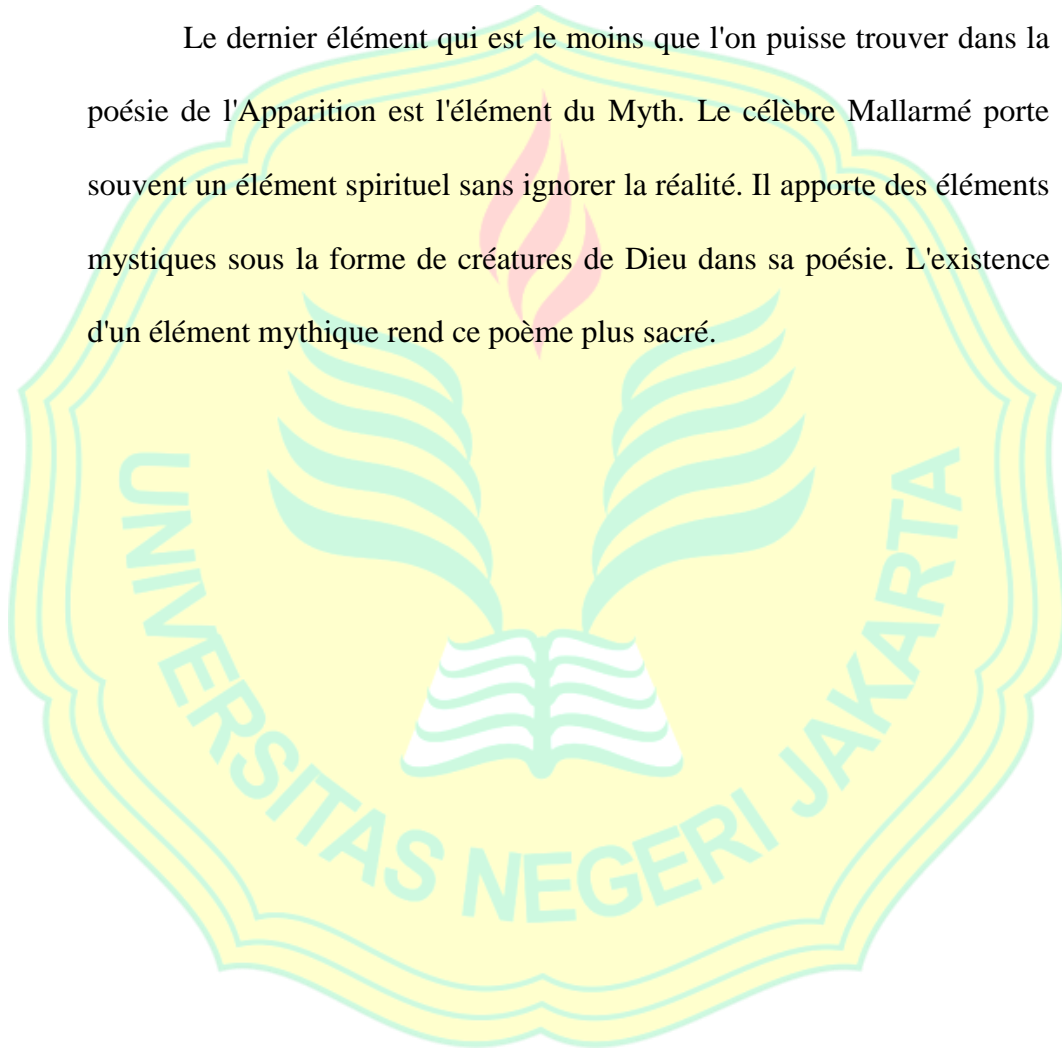 Le dernier élément qui est le moins que l'on puisse trouver dans la
poésie de l'Apparition est l'élément du Myth. Le célèbre Mallarmé porte
souvent un élément spirituel sans ignorer la réalité. Il apporte des éléments
mystiques sous la forme de créatures de Dieu dans sa poésie. L'existence
d'un élément mythique rend ce poème plus sacré.
UNIVERSITAS NEGERI JAKARTA